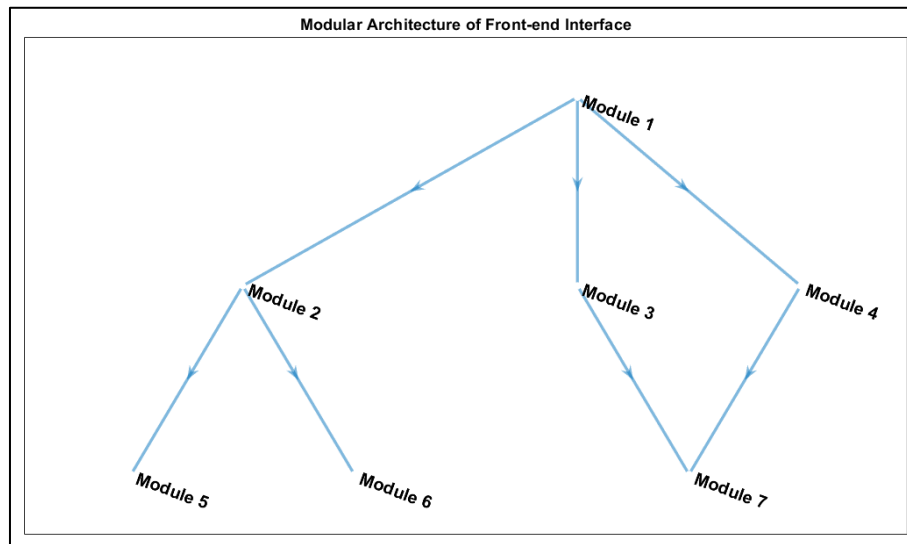 Modular Architecture of Front-end Interface
Module 1
Module 2
Module 3
Module 4
Module 5
Module 6
Module 7